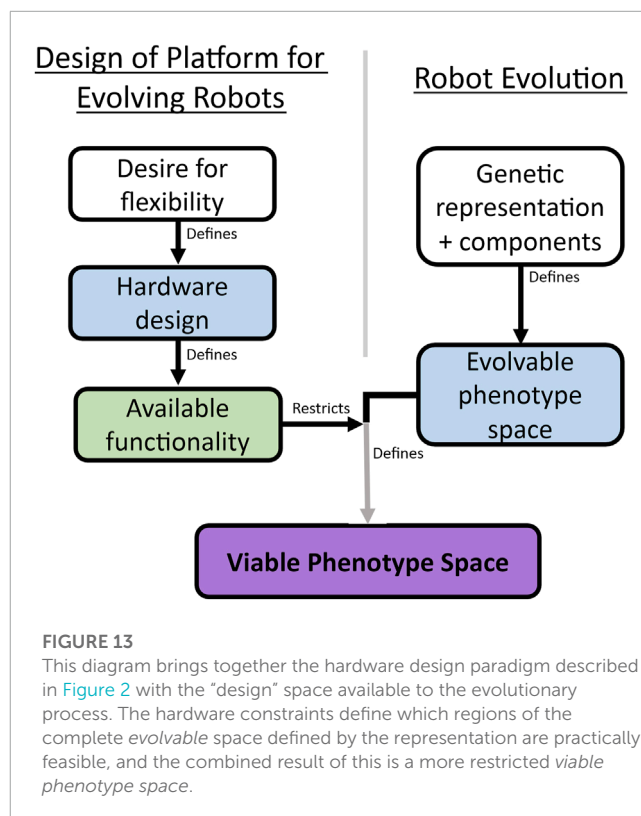 Design of Platform for
Evolving Robots
Robot Evolution
Desire for
flexibility
Defines
Hardware
design
Defines
Available
functionality
Restricts
Genetic
representation
+ components
Defines
Evolvable
phenotype
space
Defines
Viable Phenotype Space
FIGURE 13
This diagram brings together the hardware design paradigm described
in Figure 2 with the “design” space available to the evolutionary
process. The hardware constraints define which regions of the
complete evolvable space defined by the representation are practically
feasible, and the combined result of this is a more restricted viable
phenotype space.